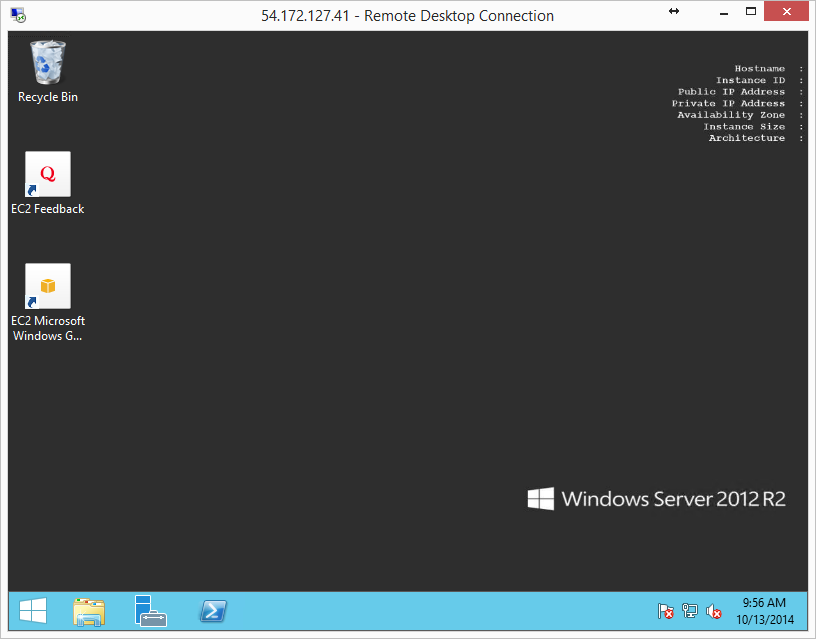 54.172.127.41 - Remote Desktop Connection
Recycle Bin
Hostname :
Instance ID :
Public IP Address :
Private IP Address :
Availability Zone :
Instance Size :
Architecture :
Q
EC2 Feedback
EC2 Microsoft
Windows G...
Windows Server 2012 R2
9:56 AM
10/13/2014